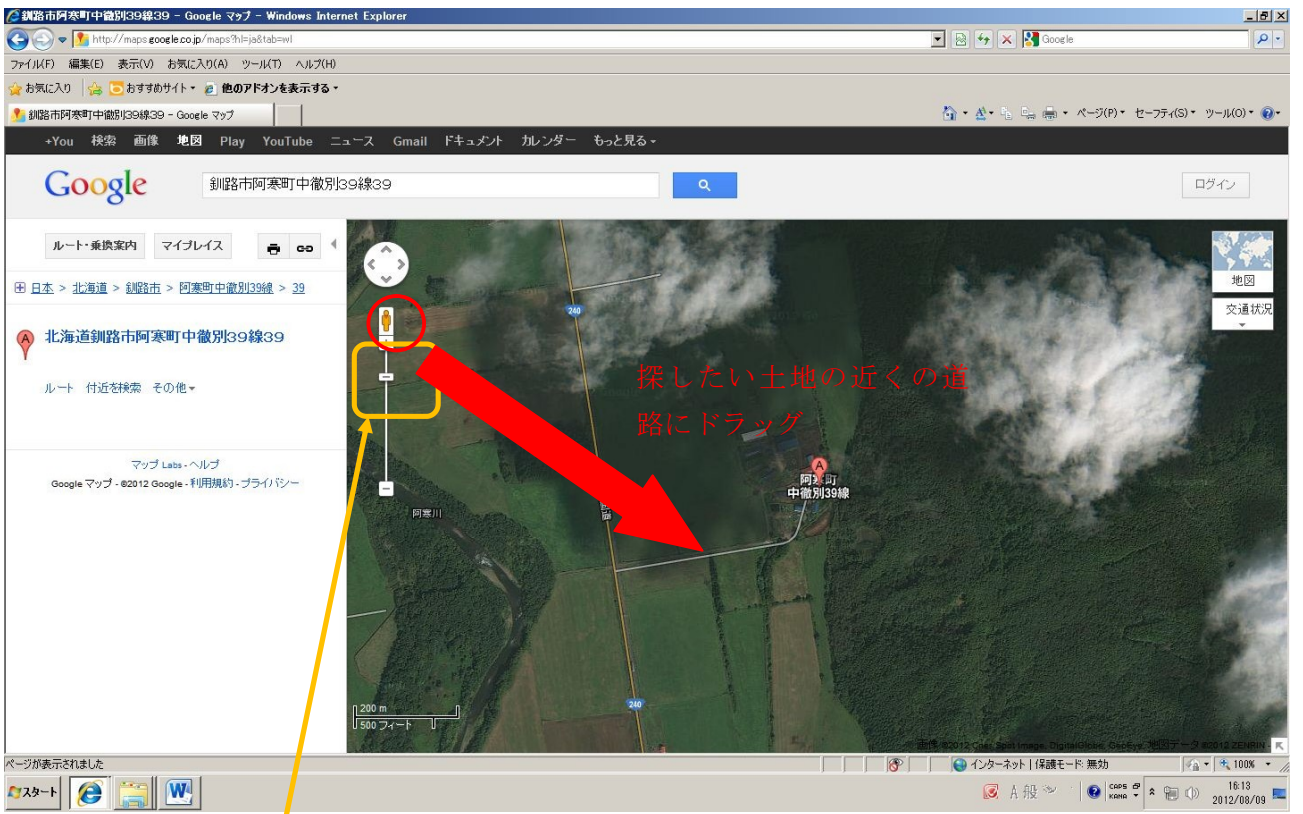 釧路市阿寒町中徹別39線39 - Google マップ - Windows Internet Explorer
http://maps.google.co.jp/maps?hl=ja&tab=wl
Google
ファイル(F) 編集(E) 表示(V) お気に入り(A) ツール(T) ヘルプ(H)
お気に入り おすすめサイト 他のアドオンを表示する
釧路市阿寒町中徹別39線39 - Google マップ
ページ(P) セーフティ(S) ツール(O)
+You 検索 画像 地図 Play YouTube ニュース Gmail ドキュメント カレンダー もっと見る
Google
釧路市阿寒町中徹別39線39
ログイン
ルート・乗換案内 マイプレイス
日本 > 北海道 > 釧路市 > 阿寒町中徹別39線 > 39
A 北海道釧路市阿寒町中徹別39線39
ルート 付近を検索 その他
マップ Labs - ヘルプ
Google マップ - ©2012 Google - 利用規約 - プライバシー
地図
交通状況
240
探したい土地の近くの道
路にドラッグ
A
阿寒町
中徹別39線
阿寒川
240
200 m
500 フィート
ページが表示されました
インターネット | 保護モード: 無効
100%
スタート
W
A 般
CAPS
KANA
16:13
2012/08/09